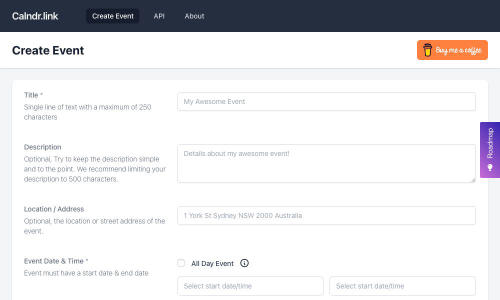 Calndr.link Create Event API About
Create Event
Buy me a coffee
Title *
Single line of text with a maximum of 250
characters
My Awesome Event
Description
Optional, Try to keep the description simple
and to the point. We recommend limiting your
description to 500 characters.
Details about my awesome event!
Roadmap
Location / Address
Optional, the location or street address of the
event.
1 York St Sydney NSW 2000 Australia
Event Date & Time *
Event must have a start date & end date
All Day Event
Select start date/time Select start date/time